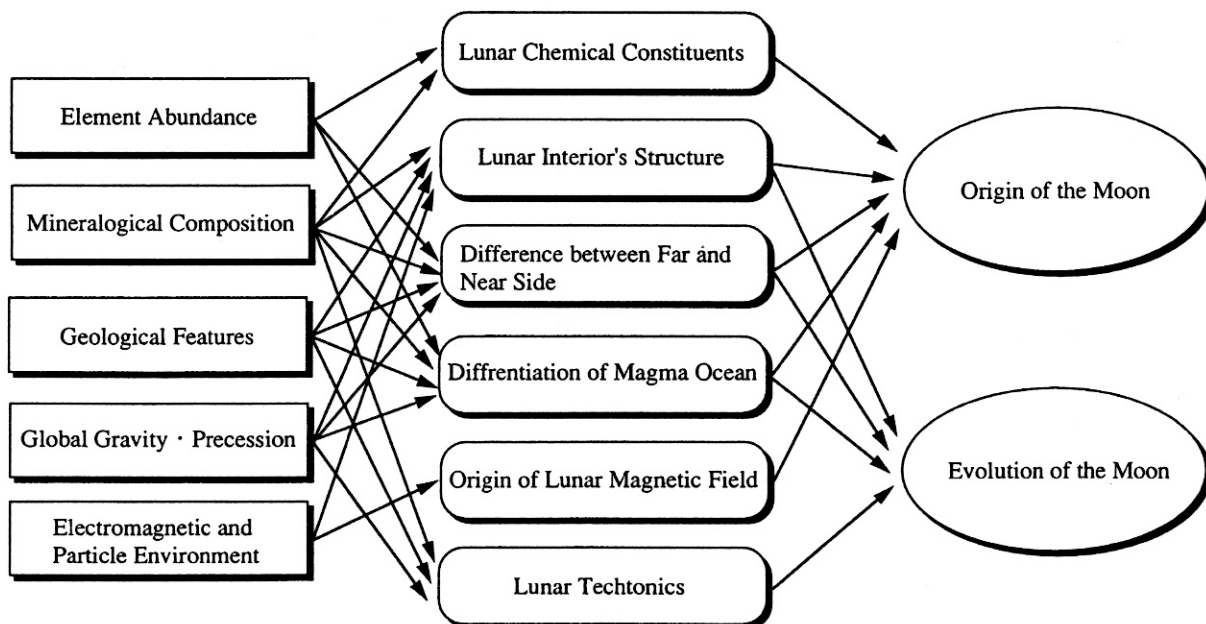 Element Abundance
Mineralogical Composition
Geological Features
Global Gravity・Precession
Electromagnetic and
Particle Environment
Lunar Chemical Constituents
Lunar Interior's Structure
Difference between Far and
Near Side
Diffrentiation of Magma Ocean
Origin of Lunar Magnetic Field
Lunar Techtonics
Origin of the Moon
Evolution of the Moon